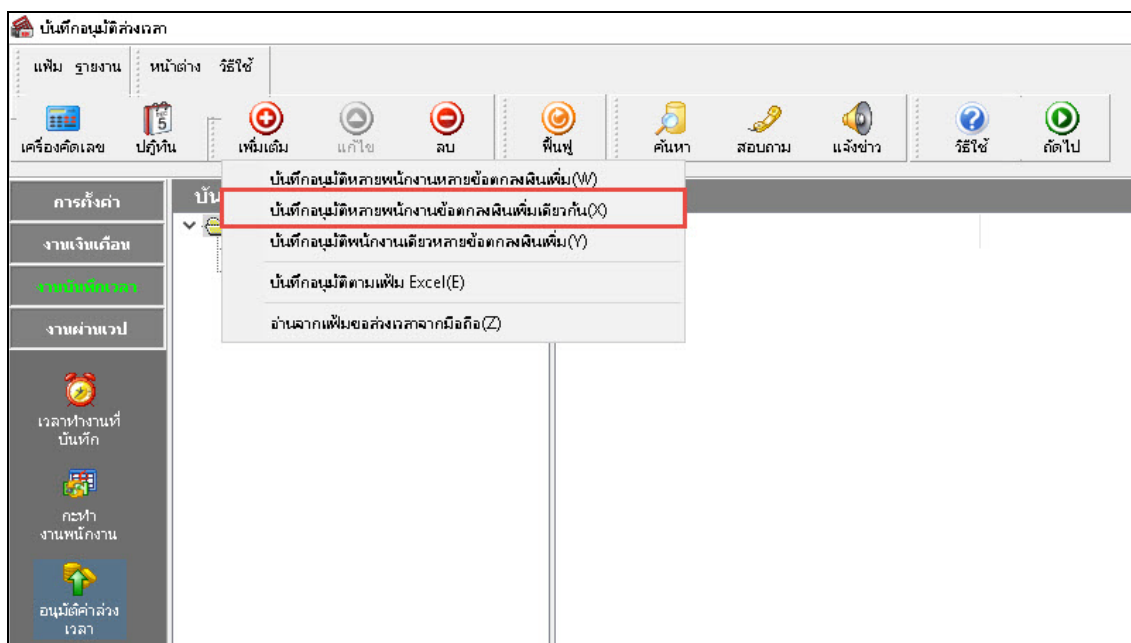 บันทึกอนุมัติล่วงเวลา
แฟ้ม รายงาน หน้าต่าง วิธีใช้
5
เครื่องคิดเลข ปฎิทิน เพิ่มเติม แก้ไข ลบ ฟื้นฟู ค้นหา สอบถาม แจ้งข่าว วิธีใช้ ถัดไป
การตั้งค่า
งานเงินเดือน
งานบันทึกเวลา
งานผ่านเวป
เวลาทำงานที่
บันทึก
กะทำ
งานพนักงาน
อนุมัติค่าล่วง
เวลา
บัน
บันทึกอนุมัติหลายพนักงานหลายข้อตกลงเงินเพิ่ม(W)
บันทึกอนุมัติหลายพนักงานข้อตกลงเงินเพิ่มเดียวกัน(X)
บันทึกอนุมัติพนักงานเดียวหลายข้อตกลงเงินเพิ่ม(Y)
บันทึกอนุมัติตามแฟ้ม Excel(E)
อ่านจากแฟ้มขอล่วงเวลาจากมือถือ(Z)